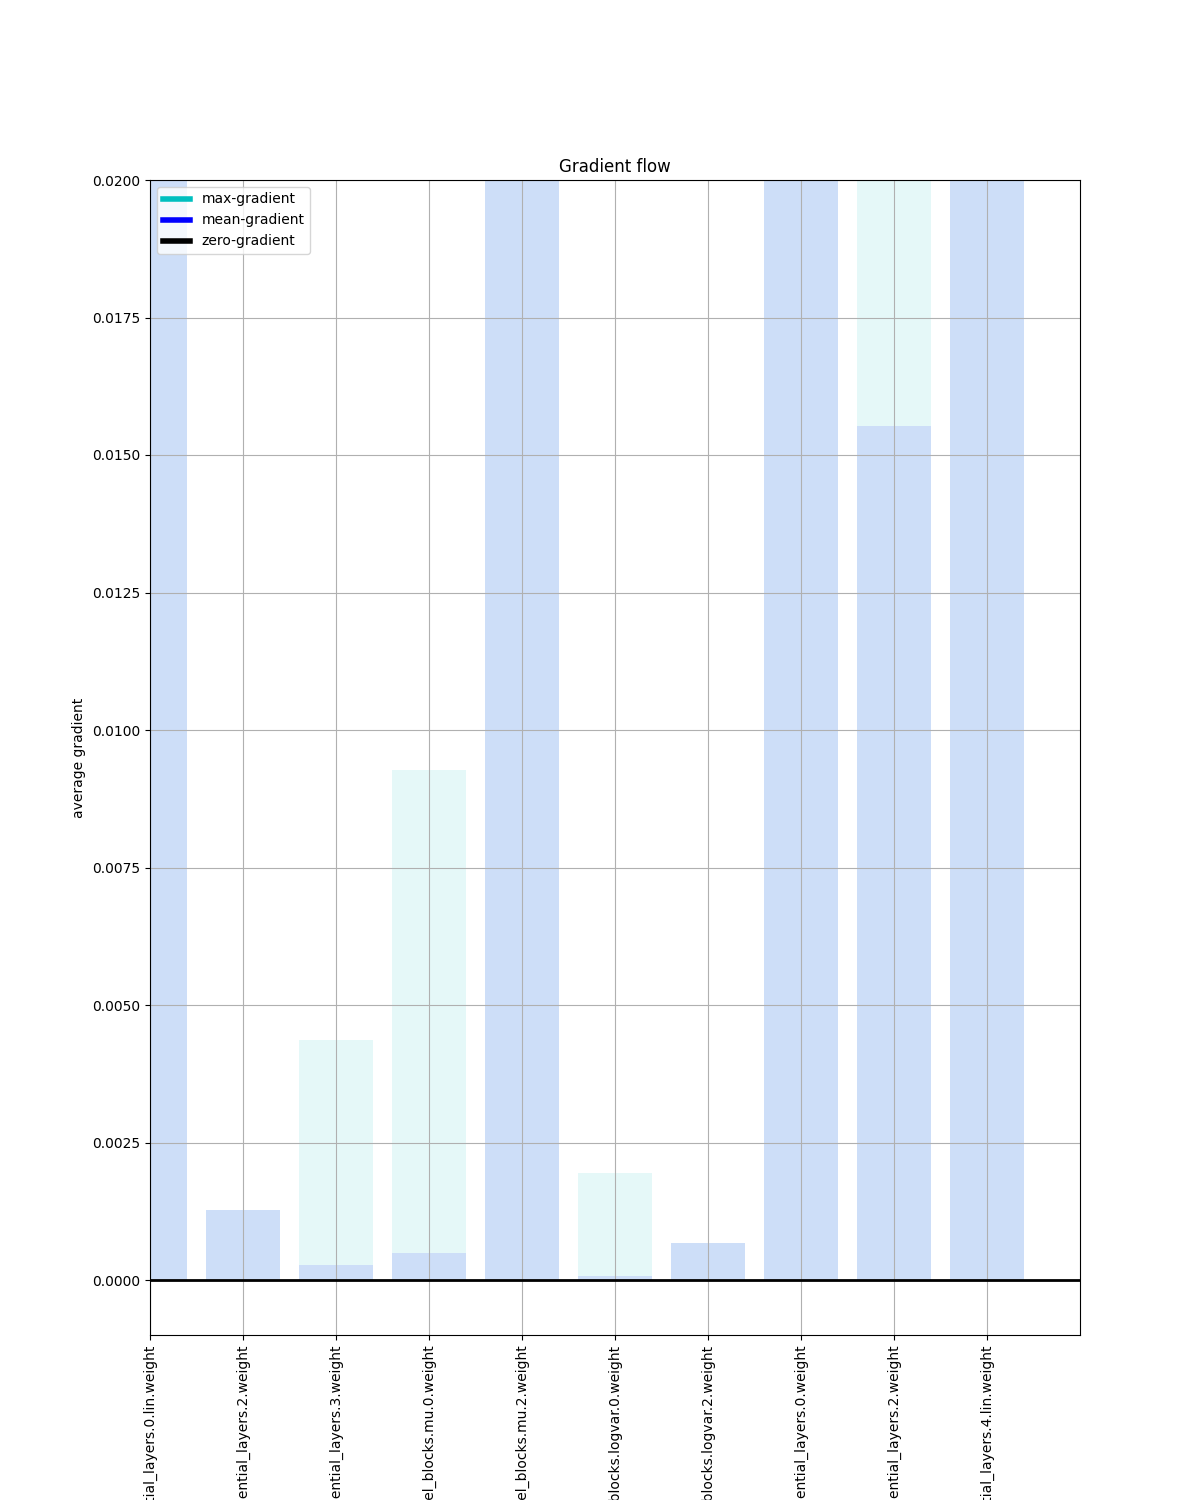 Gradient flow
max-gradient
mean-gradient
zero-gradient
0.0200
0.0175
0.0150
0.0125
0.0100
0.0075
0.0050
0.0025
0.0000
average gradient
tial_layers.0.lin.weight
ential_layers.2.weight
ential_layers.3.weight
el_blocks.mu.0.weight
el_blocks.mu.2.weight
blocks.logvar.0.weight
blocks.logvar.2.weight
ential_layers.0.weight
ential_layers.2.weight
tial_layers.4.lin.weight